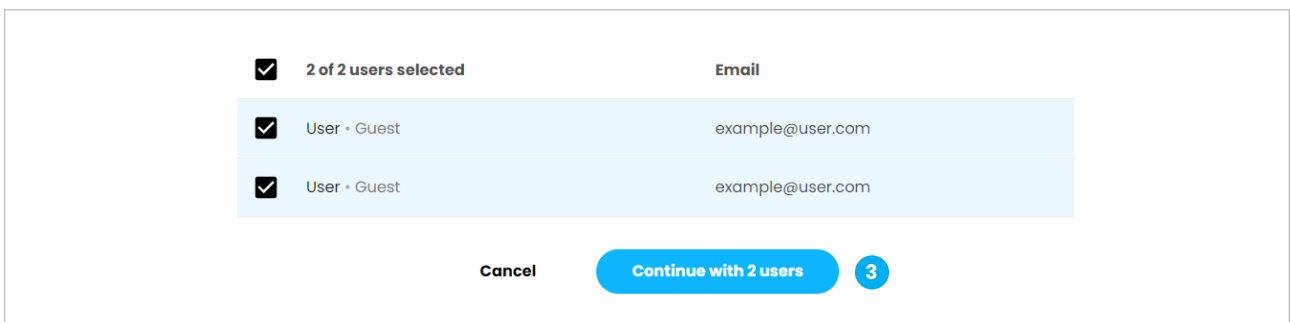 2 of 2 users selected Email
User • Guest example@user.com
User • Guest example@user.com
Cancel Continue with 2 users 3